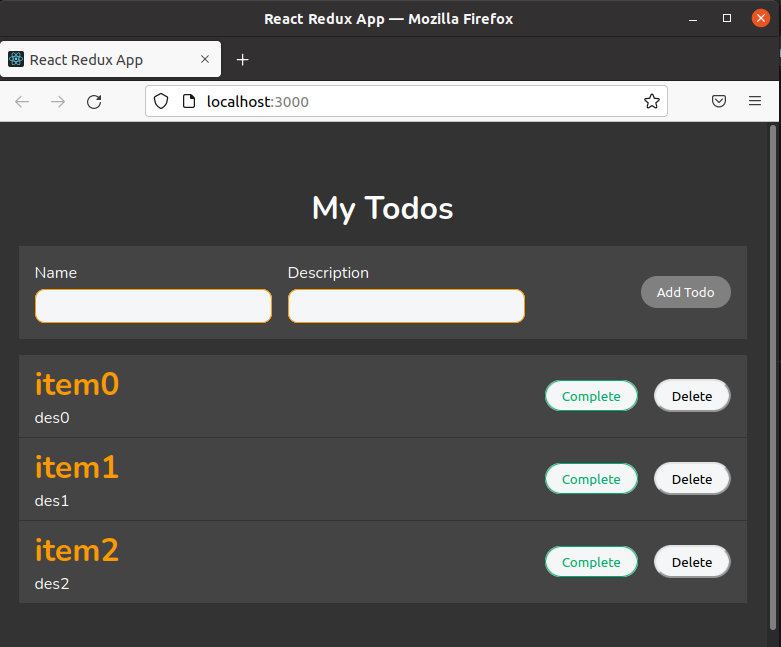 React Redux App — Mozilla Firefox
React Redux App
localhost:3000
My Todos
Name Description
Add Todo
item0
des0
Complete Delete
item1
des1
Complete Delete
item2
des2
Complete Delete